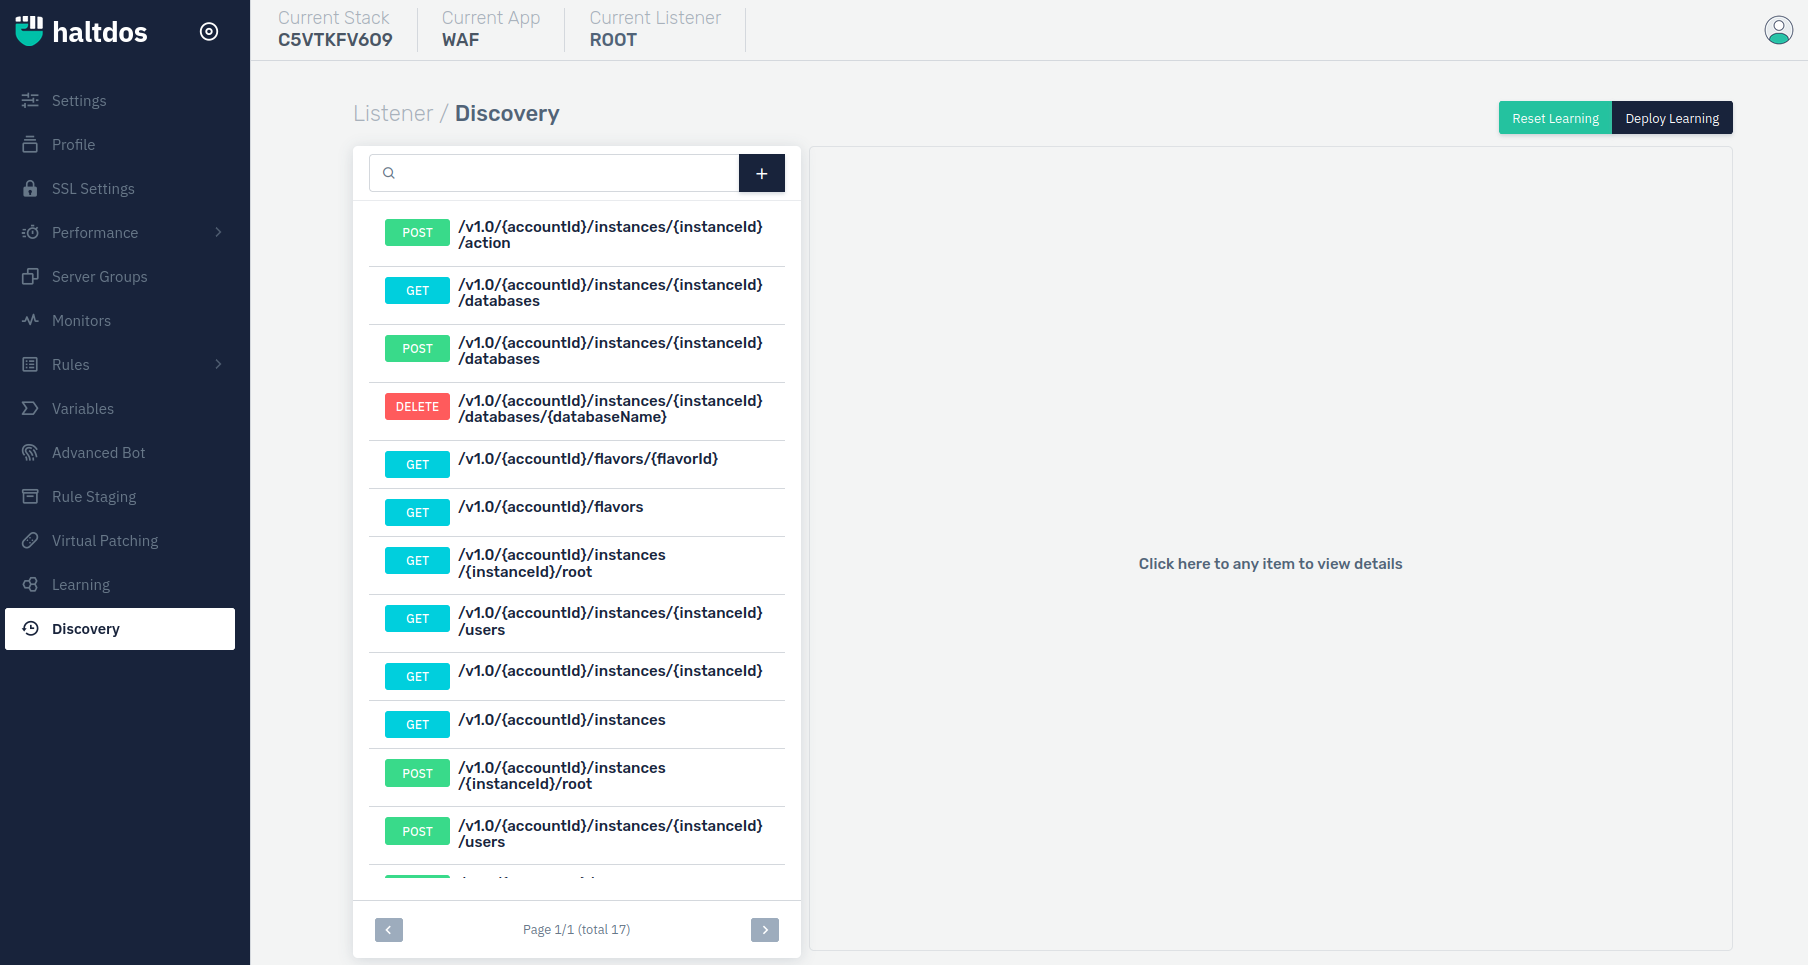 haltdos
Current Stack
C5VTKFV6O9
Current App
WAF
Current Listener
ROOT
Settings
Profile
SSL Settings
Performance
Server Groups
Monitors
Rules
Variables
Advanced Bot
Rule Staging
Virtual Patching
Learning
Discovery
Listener / Discovery
Reset Learning
Deploy Learning
+
POST /v1.0/{accountId}/instances/{instanceId}
/action
GET /v1.0/{accountId}/instances/{instanceId}
/databases
POST /v1.0/{accountId}/instances/{instanceId}
/databases
DELETE /v1.0/{accountId}/instances/{instanceId}
/databases/{databaseName}
GET /v1.0/{accountId}/flavors/{flavorId}
GET /v1.0/{accountId}/flavors
GET /v1.0/{accountId}/instances
/{instanceId}/root
GET /v1.0/{accountId}/instances/{instanceId}
/users
GET /v1.0/{accountId}/instances/{instanceId}
GET /v1.0/{accountId}/instances
POST /v1.0/{accountId}/instances
/{instanceId}/root
POST /v1.0/{accountId}/instances/{instanceId}
/users
Page 1/1 (total 17)
Click here to any item to view details